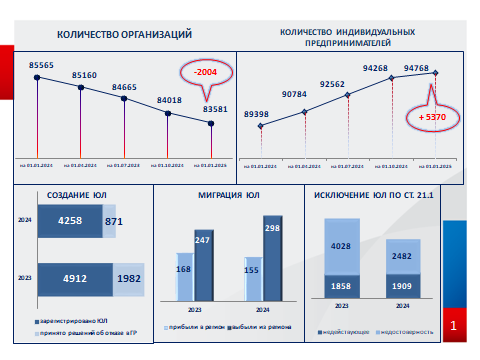 КОЛИЧЕСТВО ОРГАНИЗАЦИЙ
85565
85160
84665
84018
83581
-2004
на 01.01.2024 на 01.04.2024 на 01.07.2024 на 01.10.2024 на 01.01.2025
КОЛИЧЕСТВО ИНДИВИДУАЛЬНЫХ
ПРЕДПРИНИМАТЕЛЕЙ
89398
90784
92562
94268
94768
+ 5370
на 01.01.2024 на 01.04.2024 на 01.07.2024 на 01.10.2024 на 01.01.2025
СОЗДАНИЕ ЮЛ
2024 4258 871
2023 4912 1982
зарегистрировано ЮЛ
принято решений об отказе в ГР
МИГРАЦИЯ ЮЛ
168 247 155 298
2023 2024
прибыли в регион выбыли из региона
ИСКЛЮЧЕНИЕ ЮЛ ПО СТ. 21.1
4028 2482
1858 1909
2023 2024
недействующие недостоверность
1